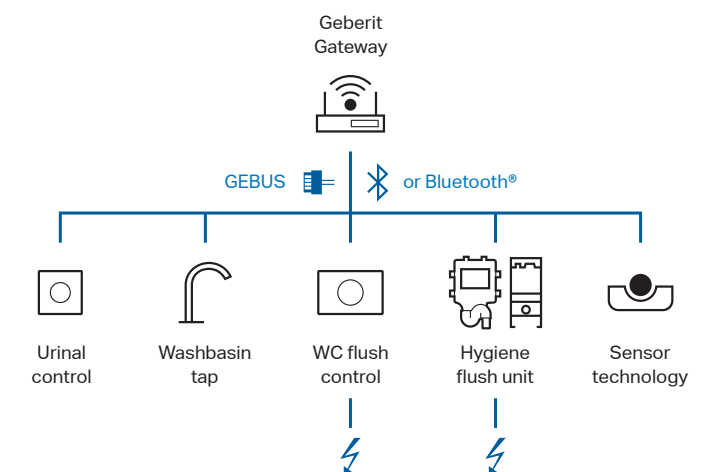 Geberit
Gateway
GEBUS
or Bluetooth®
Urinal
control
Washbasin
tap
WC flush
control
Hygiene
flush unit
Sensor
technology